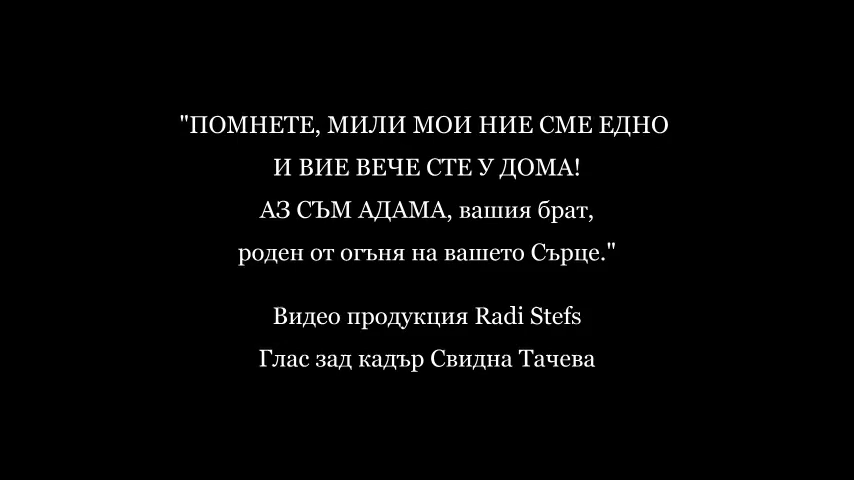 "ПОМНЕТЕ, МИЛИ МОИ НИЕ СМЕ ЕДНО
И ВИЕ ВЕЧЕ СТЕ У ДОМА!
АЗ СЪМ АДАМА, вашия брат,
роден от огъня на вашето Сърце."
Видео продукция Radi Stefs
Глас зад кадър Свидна Тачева